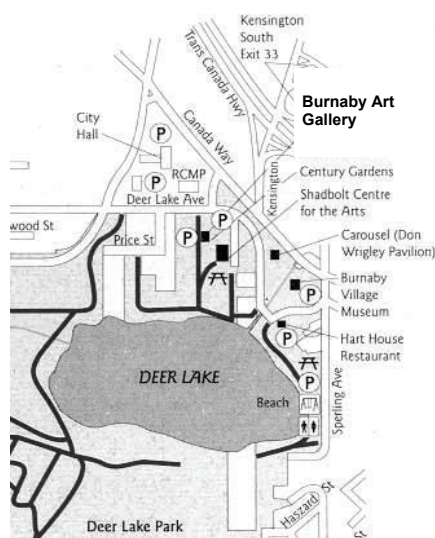 Kensington
South
Exit 33
Trans Canada Hwy
Burnaby Art
Gallery
City
Hall
P
Canada Way
Century Gardens
P
RCMP
Kensington
Shadbolt Centre
for the Arts
Deer Lake Ave
P
wood St
Price St
P
Carousel (Don
Wrigley Pavilion)
Burnaby
Village
Museum
P
Hart House
Restaurant
P
DEER LAKE
P
Beach
Sperling Ave
Haszard St
St
Deer Lake Park